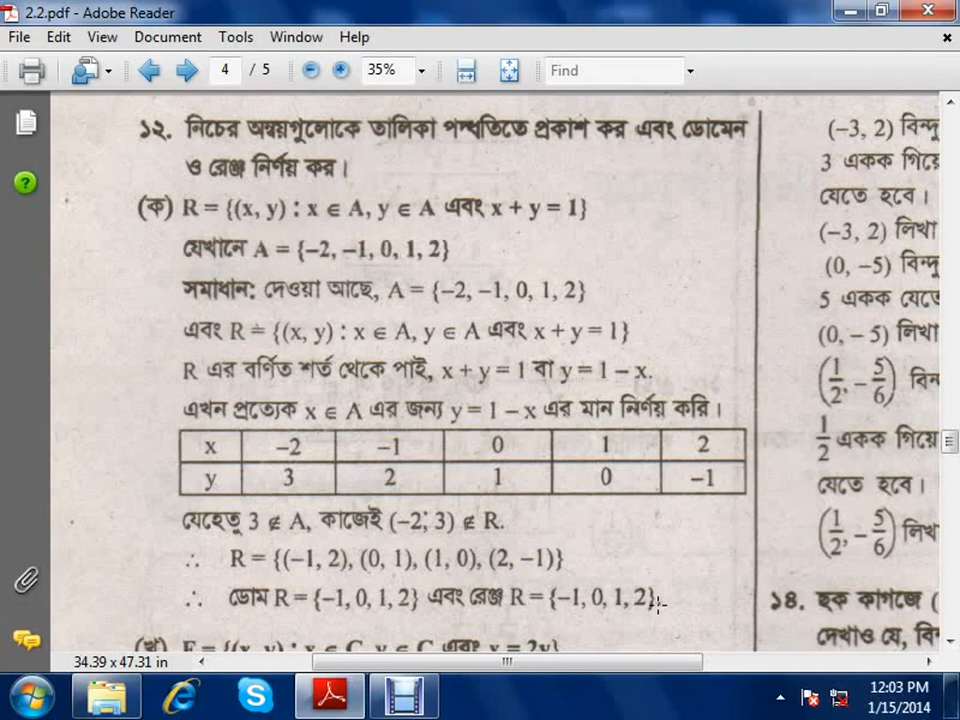 2.2.pdf - Adobe Reader
File Edit View Document Tools Window Help
4 / 5 35% Find
১২. নিচের অন্বয়গুলোকে তালিকা পদ্ধতিতে প্রকাশ কর এবং ডোমেন
ও রেঞ্জ নির্ণয় কর।
(ক) R = {(x, y) : x ∈ A, y ∈ A এবং x + y = 1}
যেখানে A = {–2, –1, 0, 1, 2}
সমাধান: দেওয়া আছে, A = {–2, –1, 0, 1, 2}
এবং R = {(x, y) : x ∈ A, y ∈ A এবং x + y = 1}
R এর বর্ণিত শর্ত থেকে পাই, x + y = 1 বা y = 1 – x.
এখন প্রত্যেক x ∈ A এর জন্য y = 1 – x এর মান নির্ণয় করি।
x –2 –1 0 1 2
y 3 2 1 0 –1
যেহেতু 3 ∉ A, কাজেই (–2, 3) ∉ R.
∴ R = {(–1, 2), (0, 1), (1, 0), (2, –1)}
∴ ডোম R = {–1, 0, 1, 2} এবং রেঞ্জ R = {–1, 0, 1, 2}
(–3, 2) বিন্দু
3 একক গিয়ে
যেতে হবে।
(–3, 2) লিখা
(0, –5) বিন্দু
5 একক যেতে
(0, – 5) লিখা
(1/2, – 5/6) বিন
1/2 একক গিয়ে
যেতে হবে।
(1/2, – 5/6) লিখ
১৪. ছক কাগজে (
দেখাও যে, বি
34.39 x 47.31 in
12:03 PM
1/15/2014